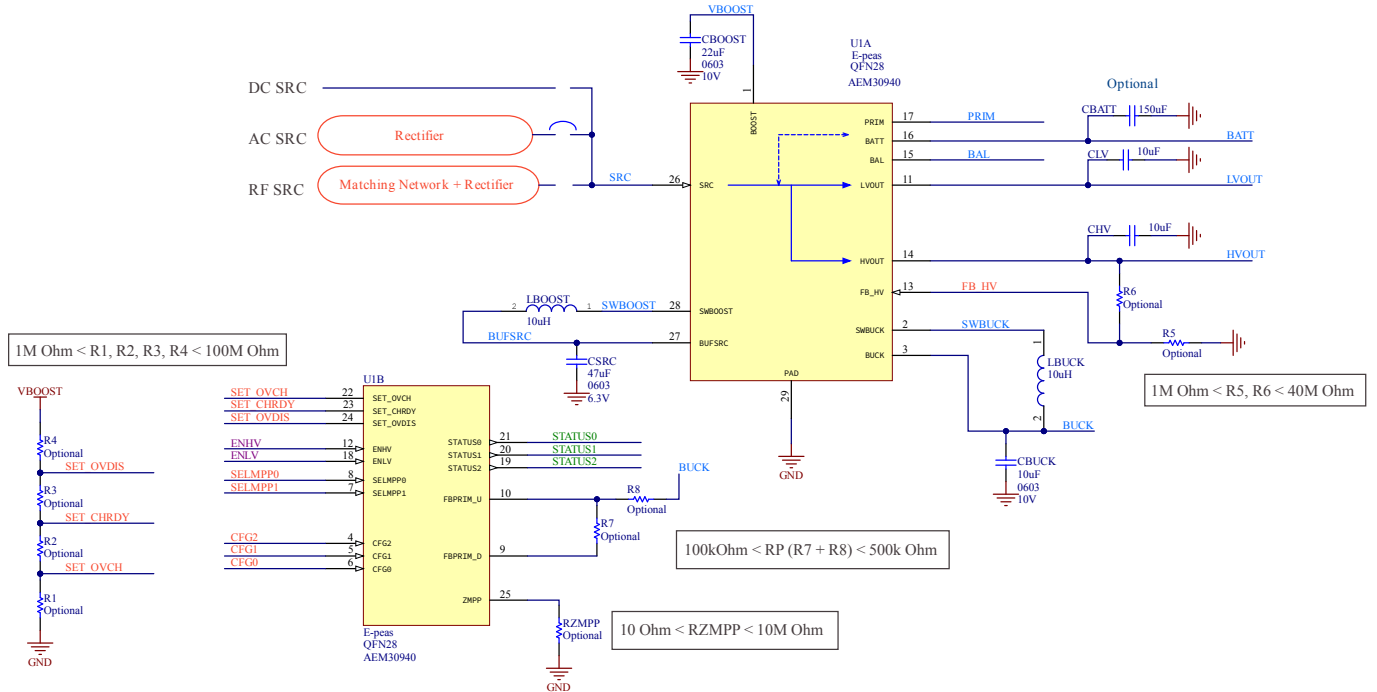 VBOOST
CBOOST
22uF
0603
10V
U1A
E-peas
QFN28
AEM30940
DC SRC
AC SRC
Rectifier
RF SRC
Matching Network + Rectifier
SRC
26
SRC
1
BOOST
Optional
PRIM
17
PRIM
CBATT
150uF
BATT
16
BATT
BAL
15
BAL
CLV
10uF
LVOUT
11
LVOUT
CHV
10uF
HVOUT
14
HVOUT
FB_HV
13
FB_HV
R6
Optional
R5
Optional
2
LBOOST
1
10uH
SWBOOST
28
SWBOOST
BUFSRC
27
BUFSRC
CSRC
47uF
0603
6.3V
SWBUCK
2
SWBUCK
BUCK
3
1
LBUCK
10uH
2
BUCK
CBUCK
10uF
0603
10V
GND
PAD
29
GND
1M Ohm < R5, R6 < 40M Ohm
1M Ohm < R1, R2, R3, R4 < 100M Ohm
VBOOST
R4
Optional
SET_OVDIS
R3
Optional
SET_CHRDY
R2
Optional
SET_OVCH
R1
Optional
GND
U1B
SET_OVCH
22
SET_OVCH
SET_CHRDY
23
SET_CHRDY
SET_OVDIS
24
SET_OVDIS
ENHV
12
ENHV
ENLV
18
ENLV
SELMPP0
8
SELMPP0
SELMPP1
7
SELMPP1
CFG2
4
CFG2
CFG1
5
CFG1
CFG0
6
CFG0
STATUS0
21
STATUS0
STATUS1
20
STATUS1
STATUS2
19
STATUS2
FBPRIM_U
10
R8
Optional
BUCK
R7
Optional
FBPRIM_D
9
100kOhm < RP (R7 + R8) < 500k Ohm
ZMPP
25
RZMPP
Optional
GND
10 Ohm < RZMPP < 10M Ohm
E-peas
QFN28
AEM30940